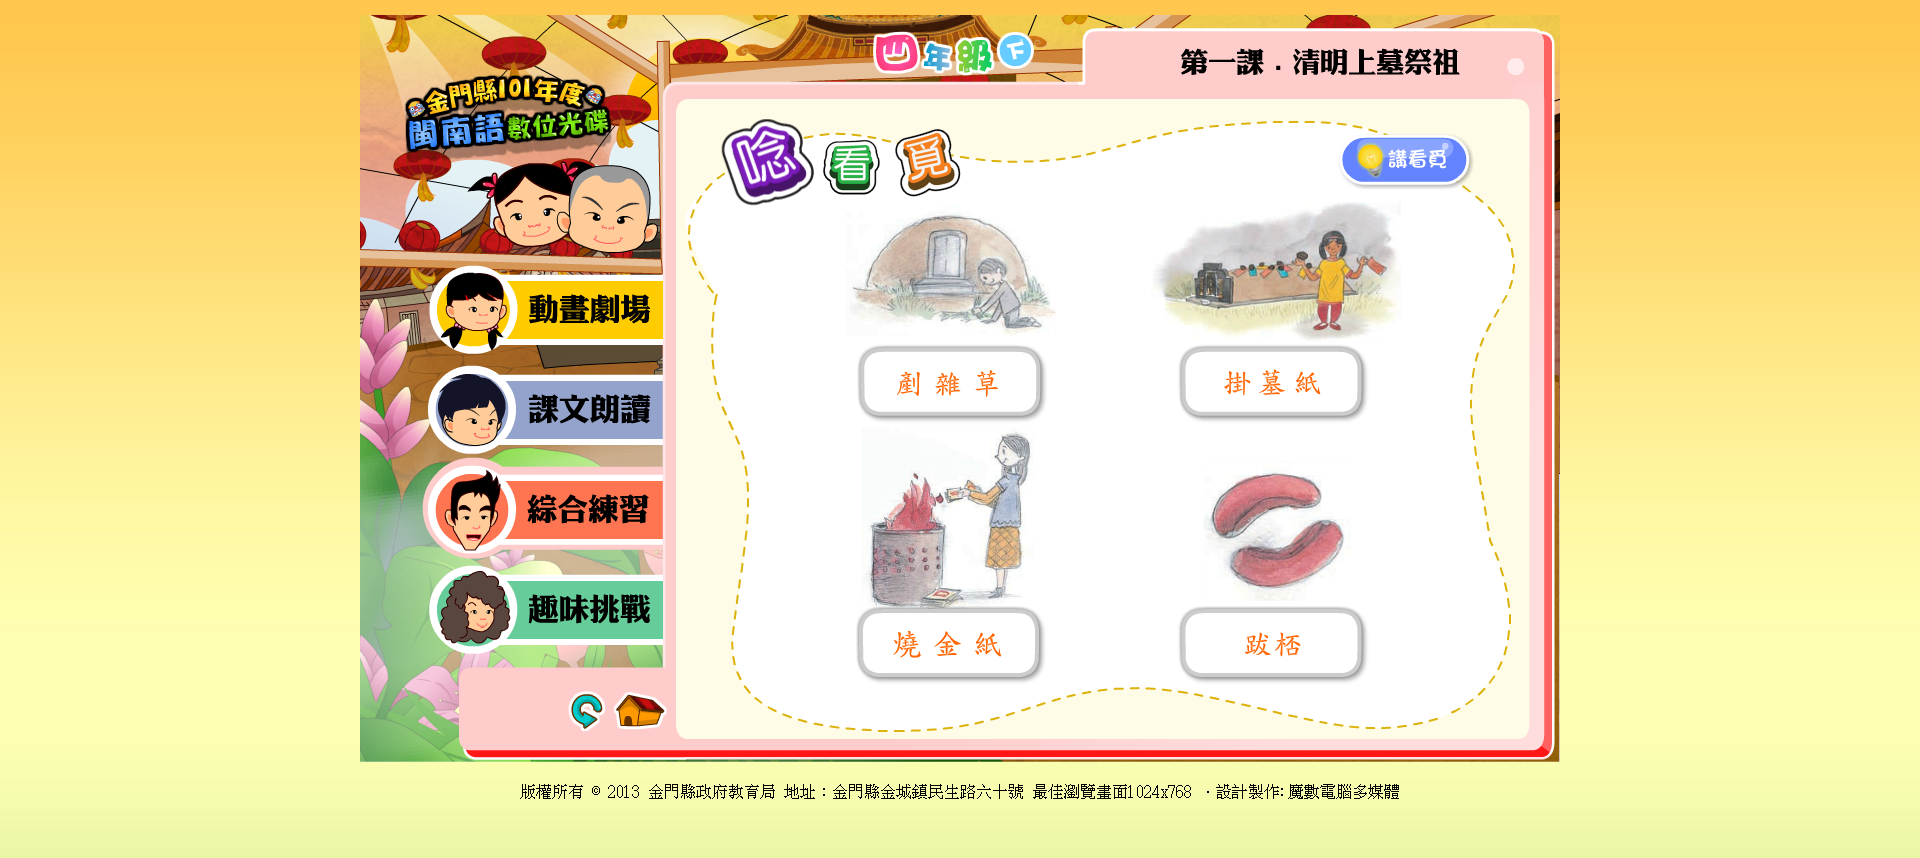 四年級 下
第一課．清明上墓祭祖
金門縣101年度
閩南語數位光碟
唸看覓
講看覓
動畫劇場
課文朗讀
綜合練習
趣味挑戰
剷雜草
掛墓紙
燒金紙
跋桮
版權所有 © 2013 金門縣政府教育局 地址：金門縣金城鎮民生路六十號 最佳瀏覽畫面1024x768 ．設計製作: 魔數電腦多媒體